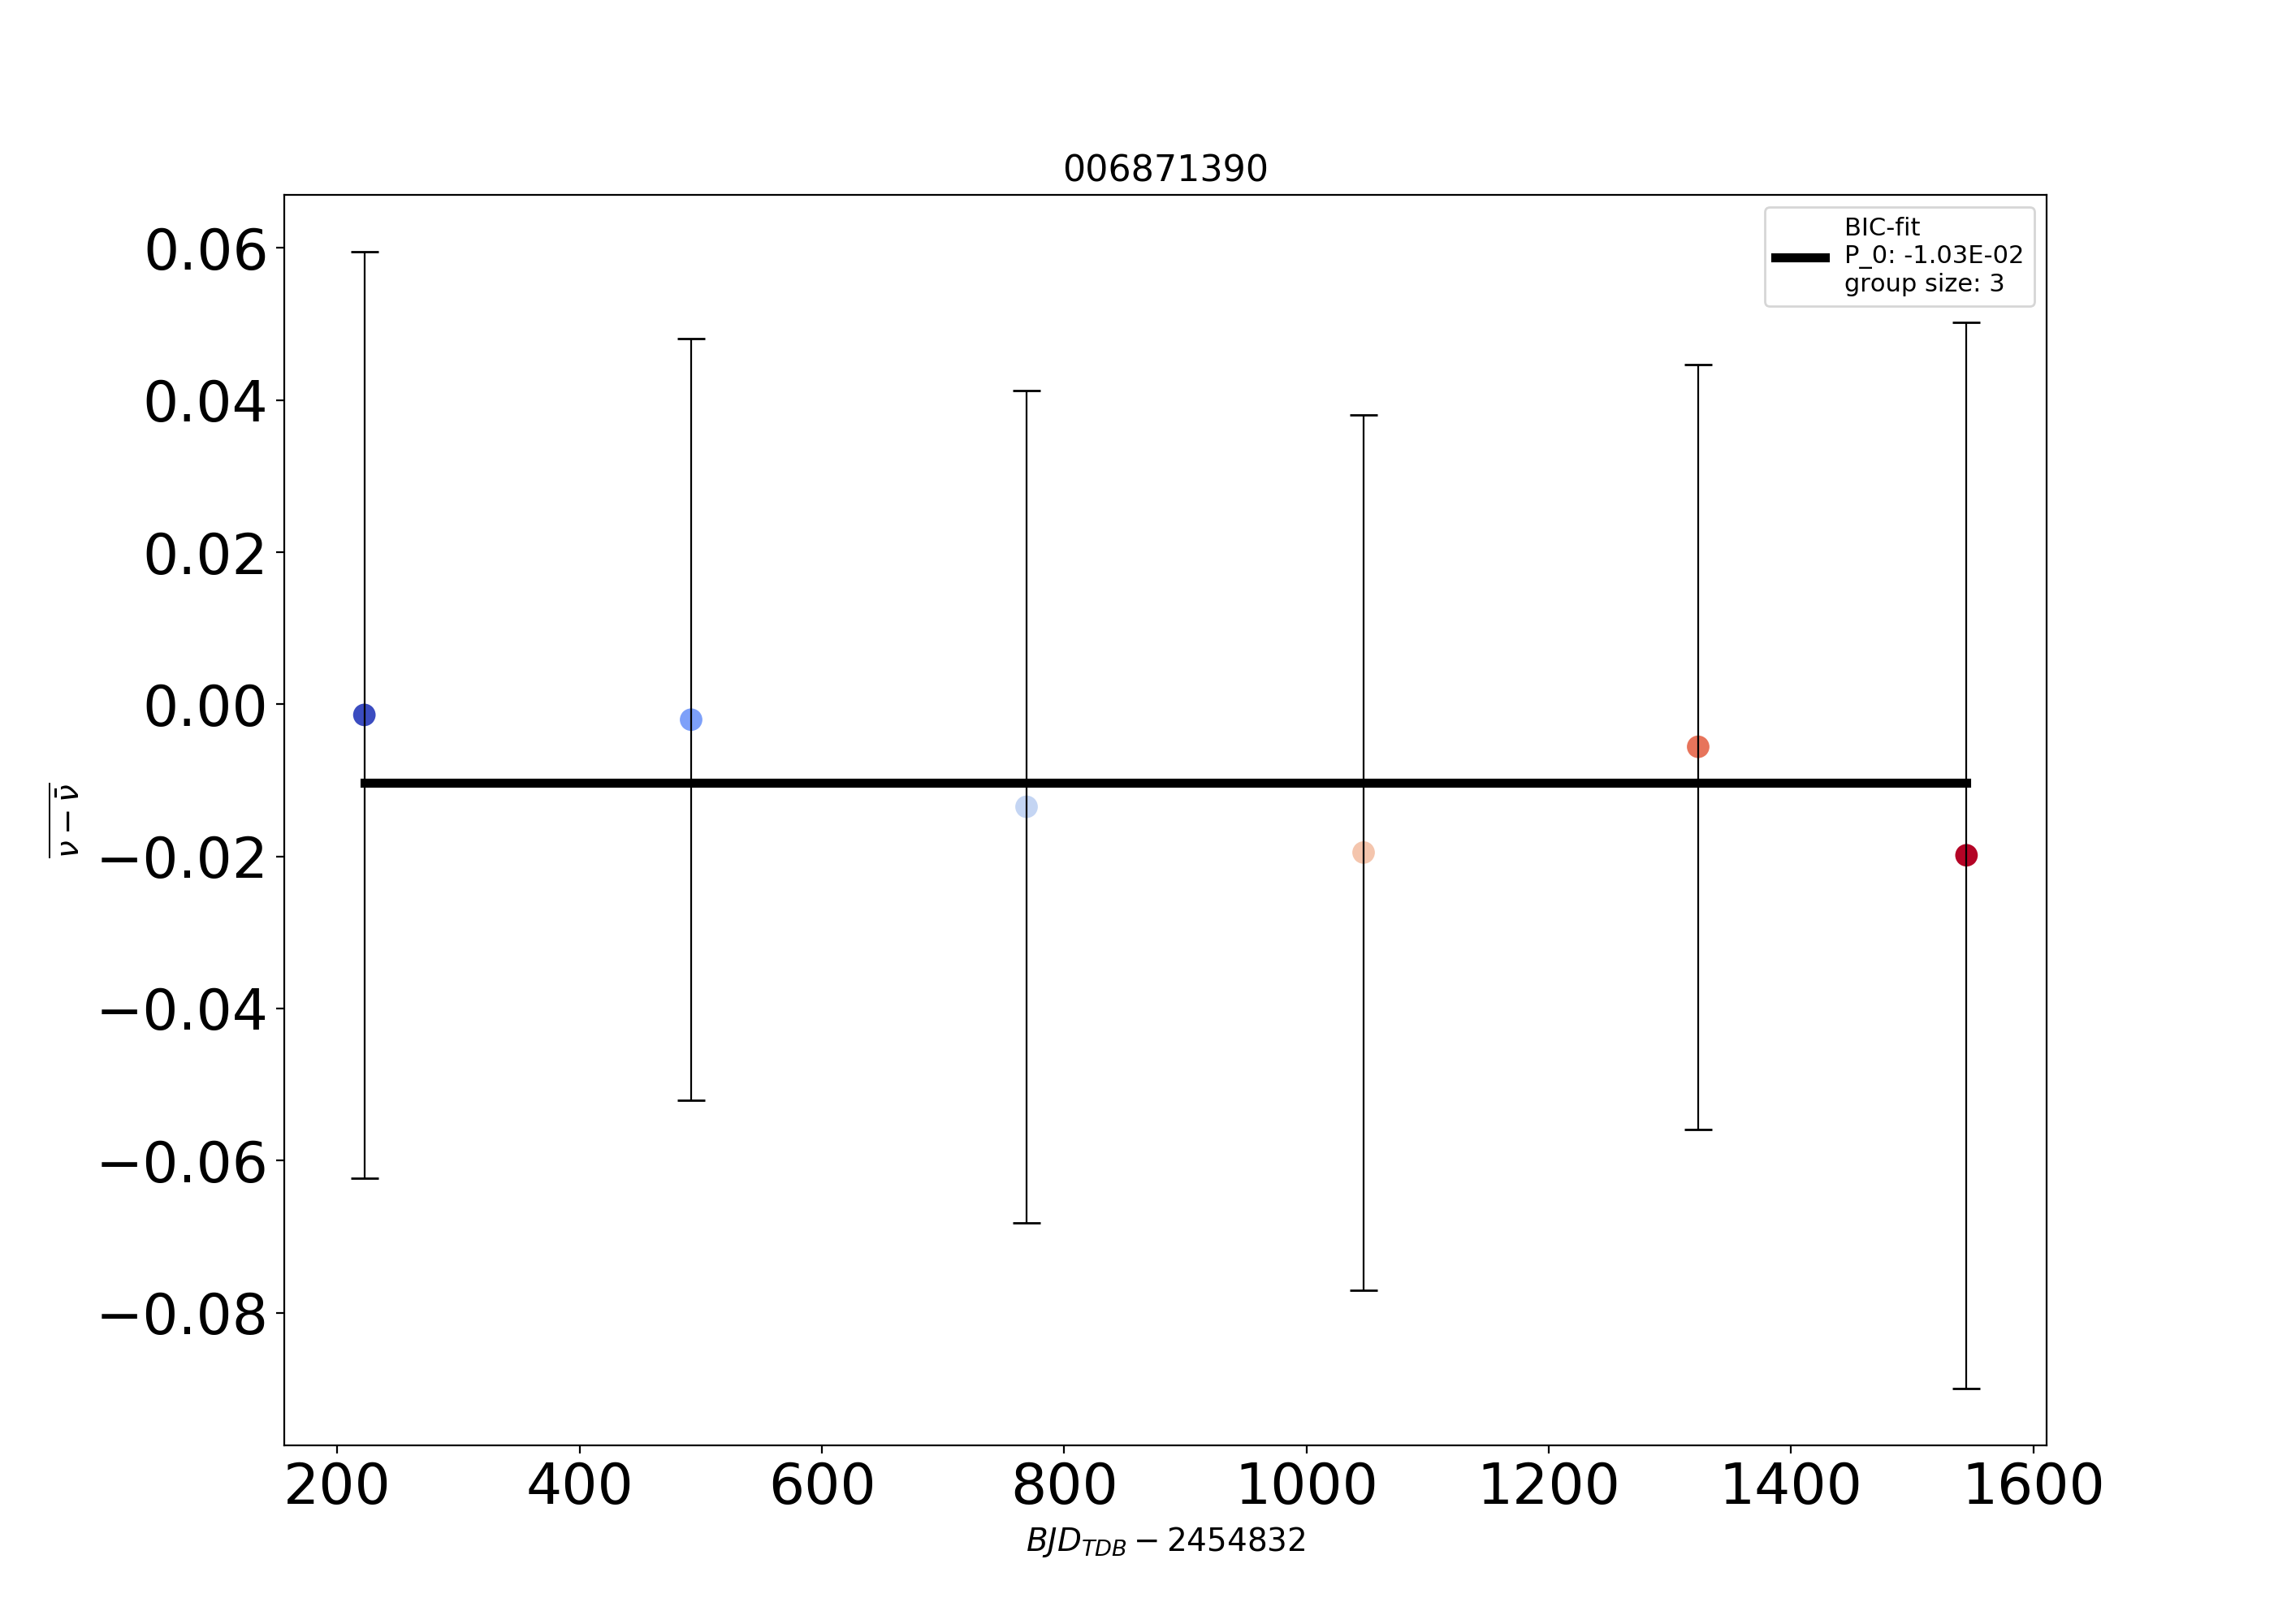 006871390
BIC-fit
P_0: -1.03E-02
group size: 3
0.06
0.04
0.02
0.00
−0.02
−0.04
−0.06
−0.08
ν − ν̄
200 400 600 800 1000 1200 1400 1600
BJD_TDB − 2454832